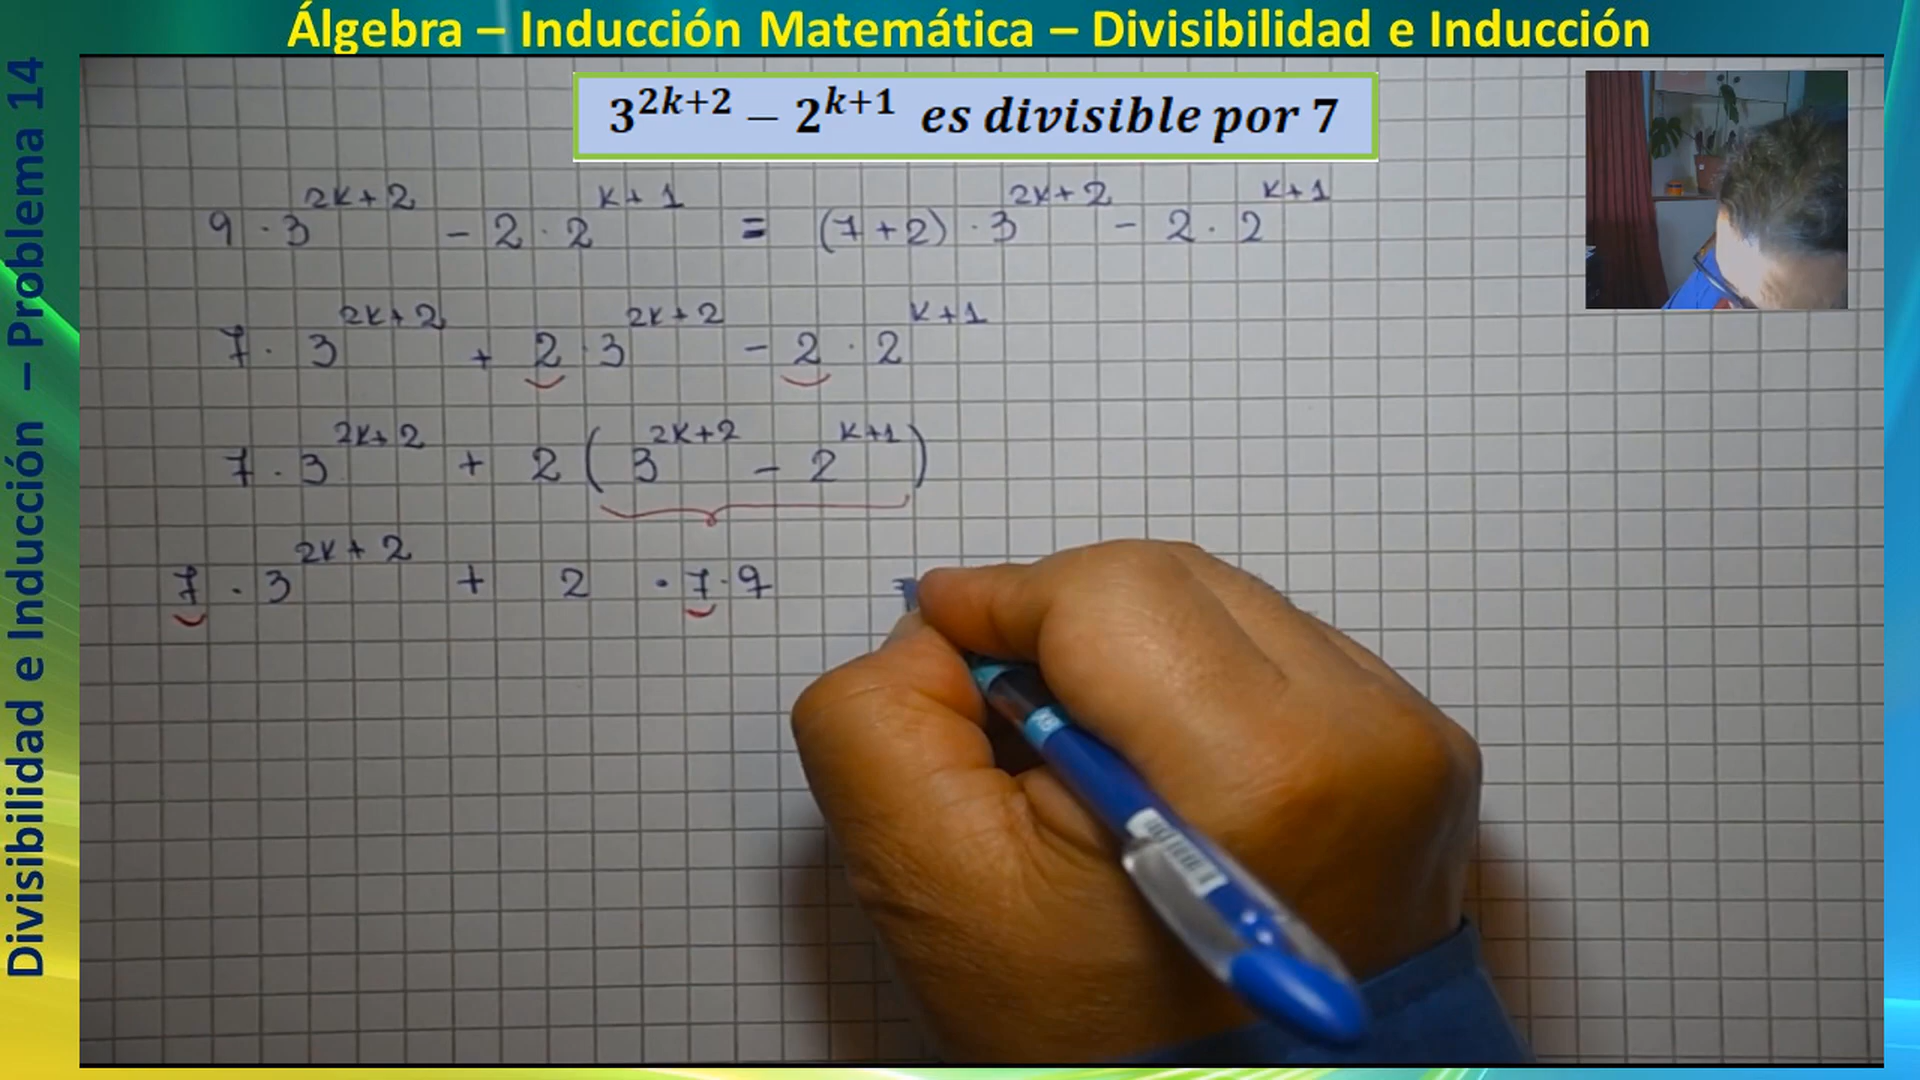 Álgebra – Inducción Matemática – Divisibilidad e Inducción
Divisibilidad e Inducción – Problema 14
3^{2k+2} – 2^{k+1} es divisible por 7
9 · 3^{2k+2} – 2 · 2^{k+1} = (7+2) · 3^{2k+2} – 2 · 2^{k+1}
7 · 3^{2k+2} + 2 · 3^{2k+2} – 2 · 2^{k+1}
7 · 3^{2k+2} + 2 (3^{2k+2} – 2^{k+1})
7 · 3^{2k+2} + 2 · 7 · q